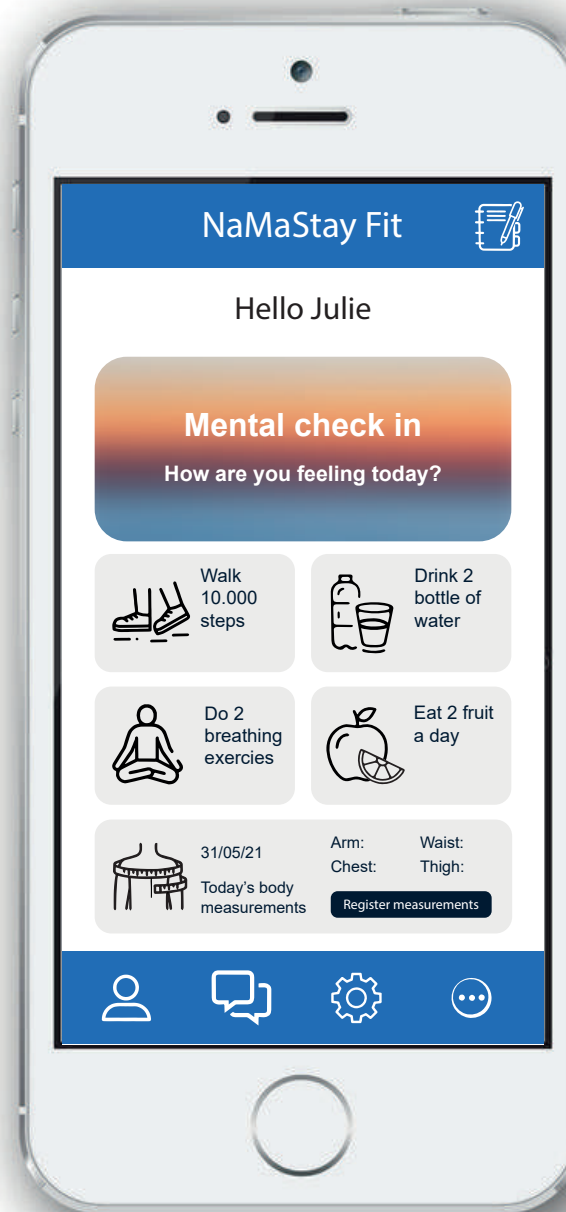 NaMaStay Fit
Hello Julie
Mental check in
How are you feeling today?
Walk
10.000
steps
Drink 2
bottle of
water
Do 2
breathing
exercies
Eat 2 fruit
a day
31/05/21
Today's body
measurements
Arm:
Waist:
Chest:
Thigh:
Register measurements